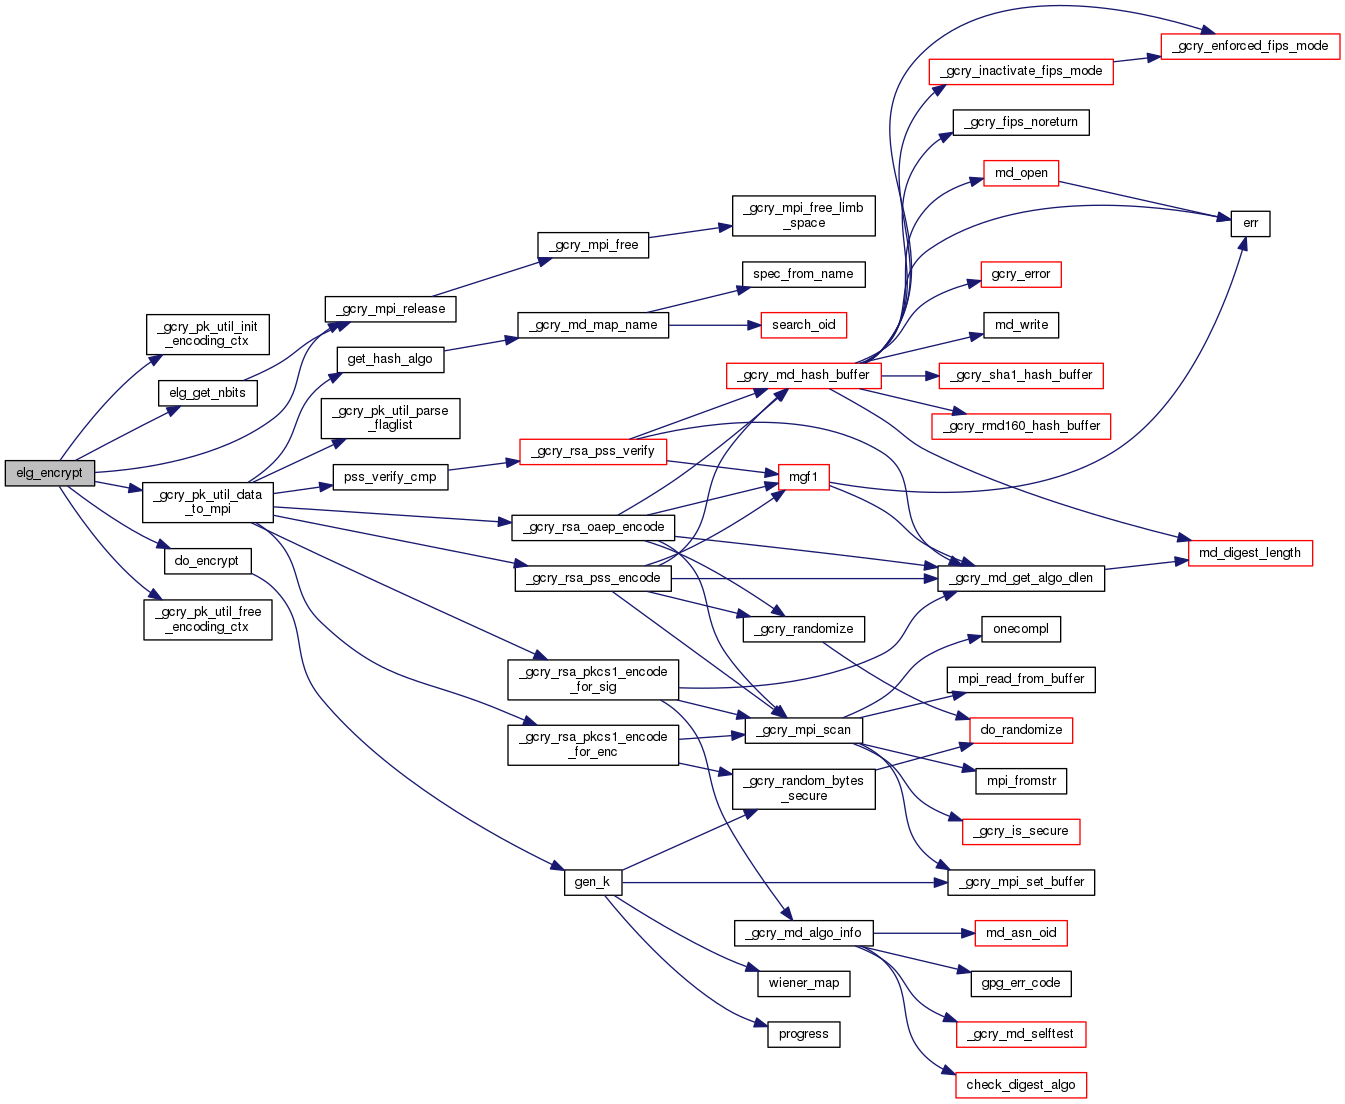 elg_encrypt
_gcry_pk_util_init
_encoding_ctx
elg_get_nbits
_gcry_pk_util_data
_to_mpi
do_encrypt
_gcry_pk_util_free
_encoding_ctx
_gcry_mpi_release
get_hash_algo
_gcry_pk_util_parse
_flaglist
pss_verify_cmp
_gcry_mpi_free
_gcry_md_map_name
_gcry_rsa_pss_verify
_gcry_rsa_oaep_encode
_gcry_rsa_pss_encode
_gcry_rsa_pkcs1_encode
_for_sig
_gcry_rsa_pkcs1_encode
_for_enc
gen_k
_gcry_mpi_free_limb
_space
spec_from_name
search_oid
_gcry_md_hash_buffer
mgf1
_gcry_randomize
_gcry_mpi_scan
_gcry_random_bytes
_secure
_gcry_md_algo_info
wiener_map
progress
_gcry_inactivate_fips_mode
_gcry_fips_noreturn
md_open
gcry_error
md_write
_gcry_sha1_hash_buffer
_gcry_rmd160_hash_buffer
_gcry_md_get_algo_dlen
onecompl
mpi_read_from_buffer
do_randomize
mpi_fromstr
_gcry_is_secure
_gcry_mpi_set_buffer
md_asn_oid
gpg_err_code
_gcry_md_selftest
check_digest_algo
_gcry_enforced_fips_mode
err
md_digest_length